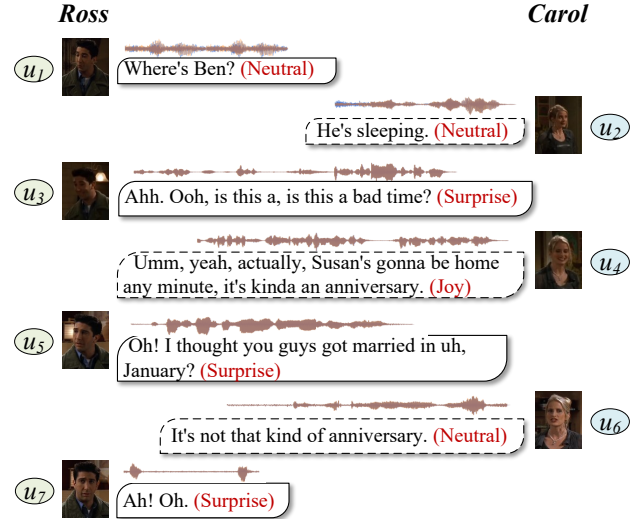 Ross
Carol
u1
Where's Ben? (Neutral)
He's sleeping. (Neutral)
u2
u3
Ahh. Ooh, is this a, is this a bad time? (Surprise)
Umm, yeah, actually, Susan's gonna be home
any minute, it's kinda an anniversary. (Joy)
u4
u5
Oh! I thought you guys got married in uh,
January? (Surprise)
It's not that kind of anniversary. (Neutral)
u6
u7
Ah! Oh. (Surprise)